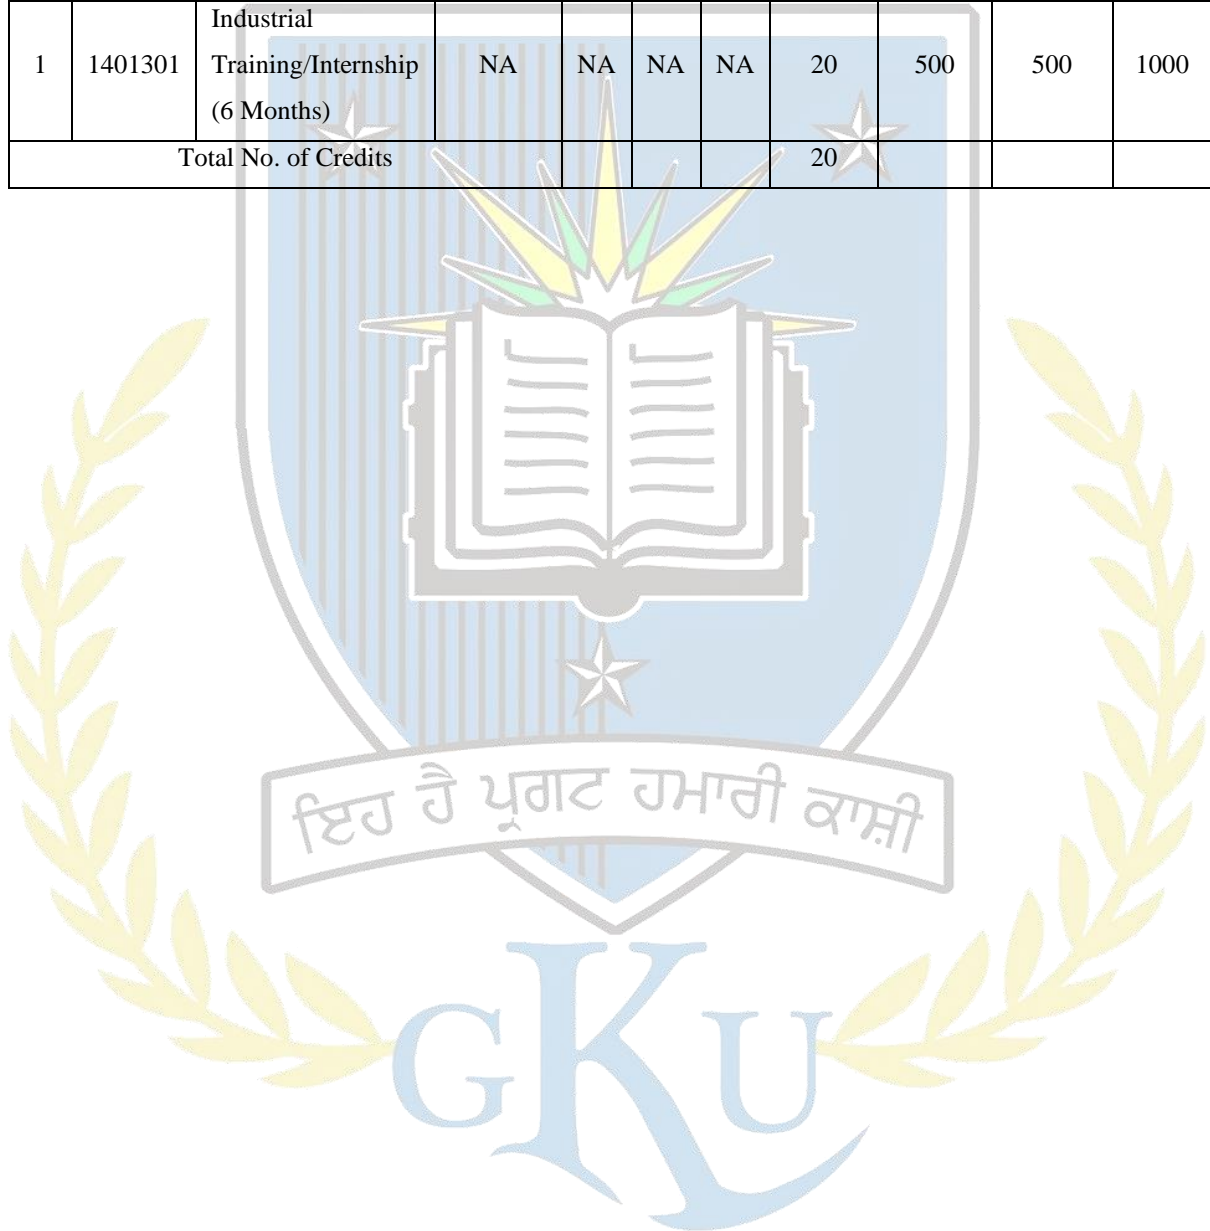 Industrial
1 1401301 Training/Internship NA NA NA NA 20 500 500 1000
(6 Months)
Total No. of Credits 20
ਇਹ ਹੈ ਪ੍ਰਗਟ ਹਮਾਰੀ ਕਾਸ਼ੀ
GKU